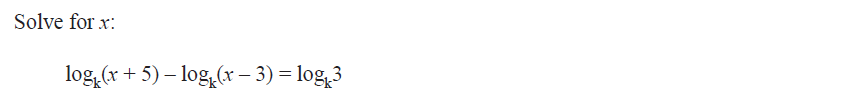 Solve for x:
logₖ(x + 5) – logₖ(x – 3) = logₖ3